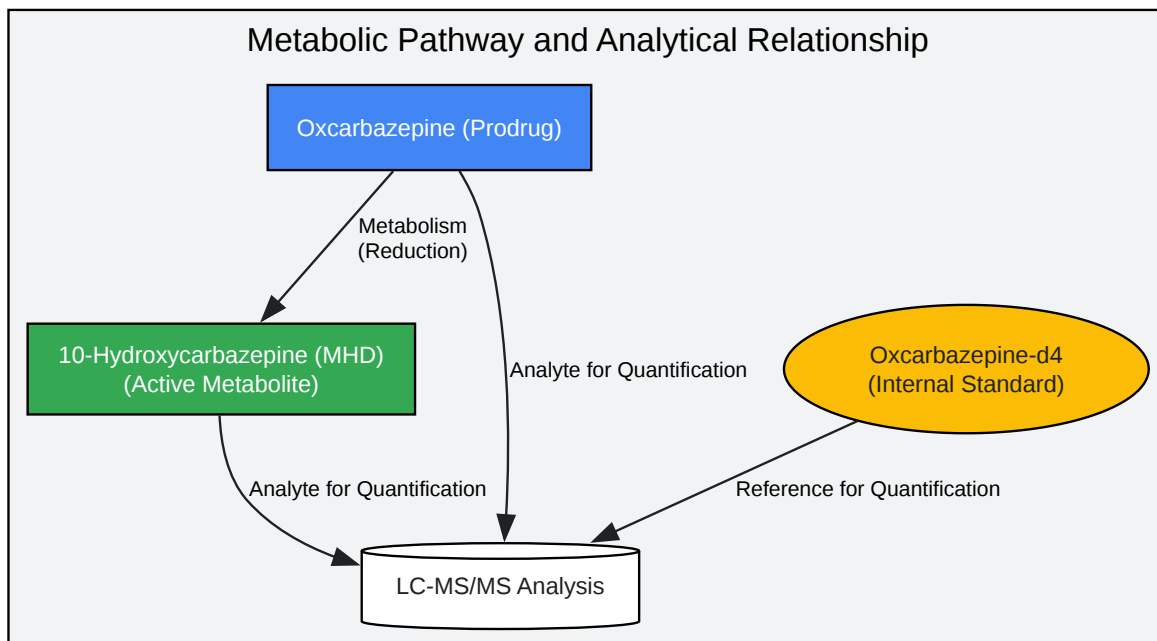 Metabolic Pathway and Analytical Relationship
Oxcarbazepine (Prodrug)
Metabolism
(Reduction)
10-Hydroxycarbazepine (MHD)
(Active Metabolite)
Analyte for Quantification
Oxcarbazepine-d4
(Internal Standard)
Analyte for Quantification
Reference for Quantification
LC-MS/MS Analysis